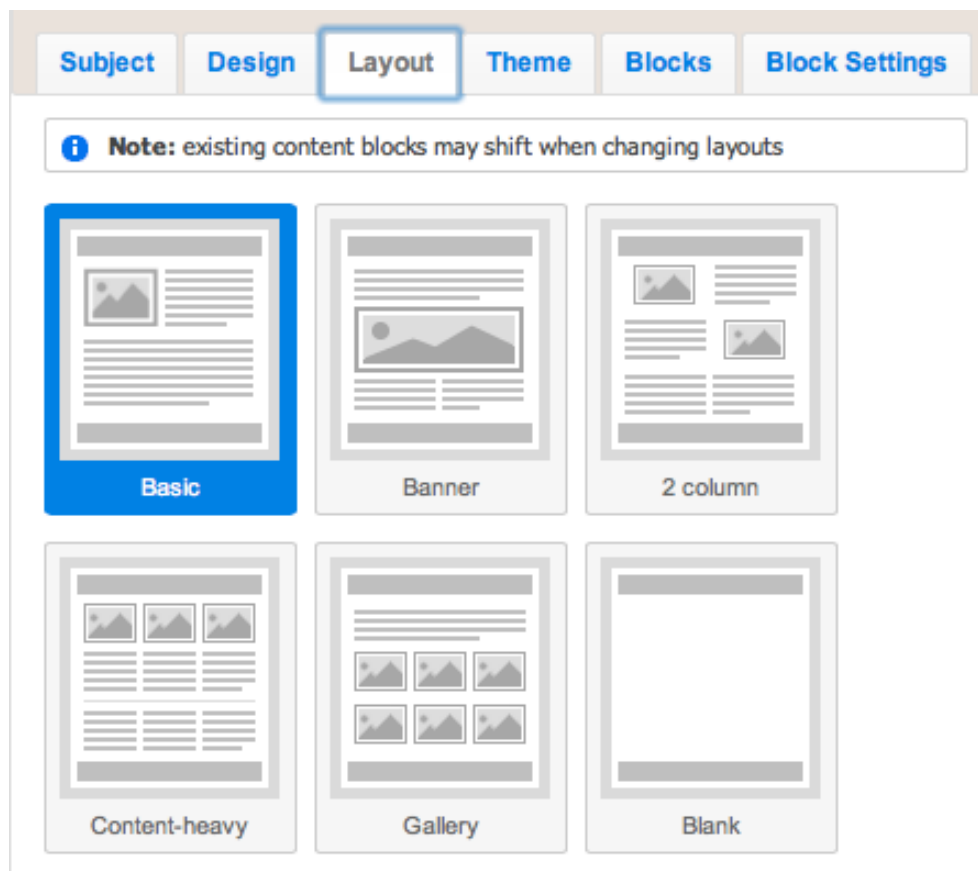 Subject Design Layout Theme Blocks Block Settings
Note: existing content blocks may shift when changing layouts
Basic Banner 2 column
Content-heavy Gallery Blank